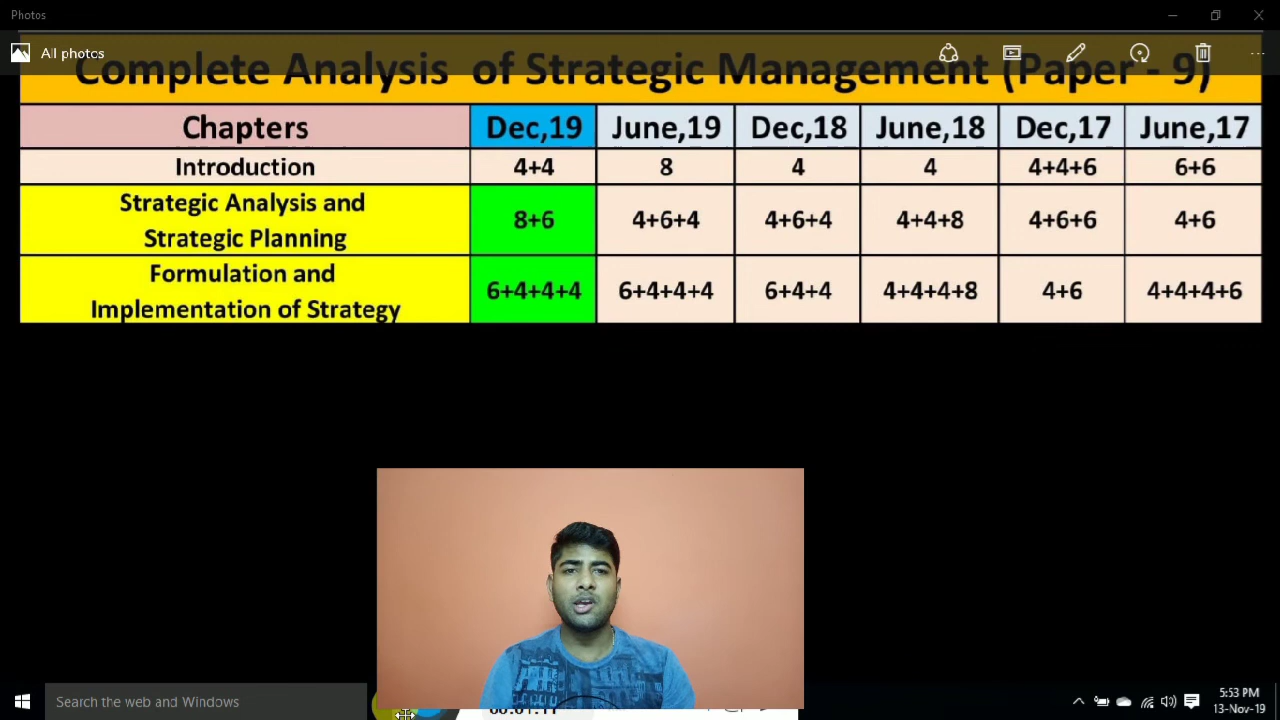 Photos
All photos
Complete Analysis of Strategic Management (Paper - 9)
Chapters Dec,19 June,19 Dec,18 June,18 Dec,17 June,17
Introduction 4+4 8 4 4 4+4+6 6+6
Strategic Analysis and
Strategic Planning 8+6 4+6+4 4+6+4 4+4+8 4+6+6 4+6
Formulation and
Implementation of Strategy 6+4+4+4 6+4+4+4 6+4+4 4+4+4+8 4+6 4+4+4+6
Search the web and Windows
5:53 PM
13-Nov-19